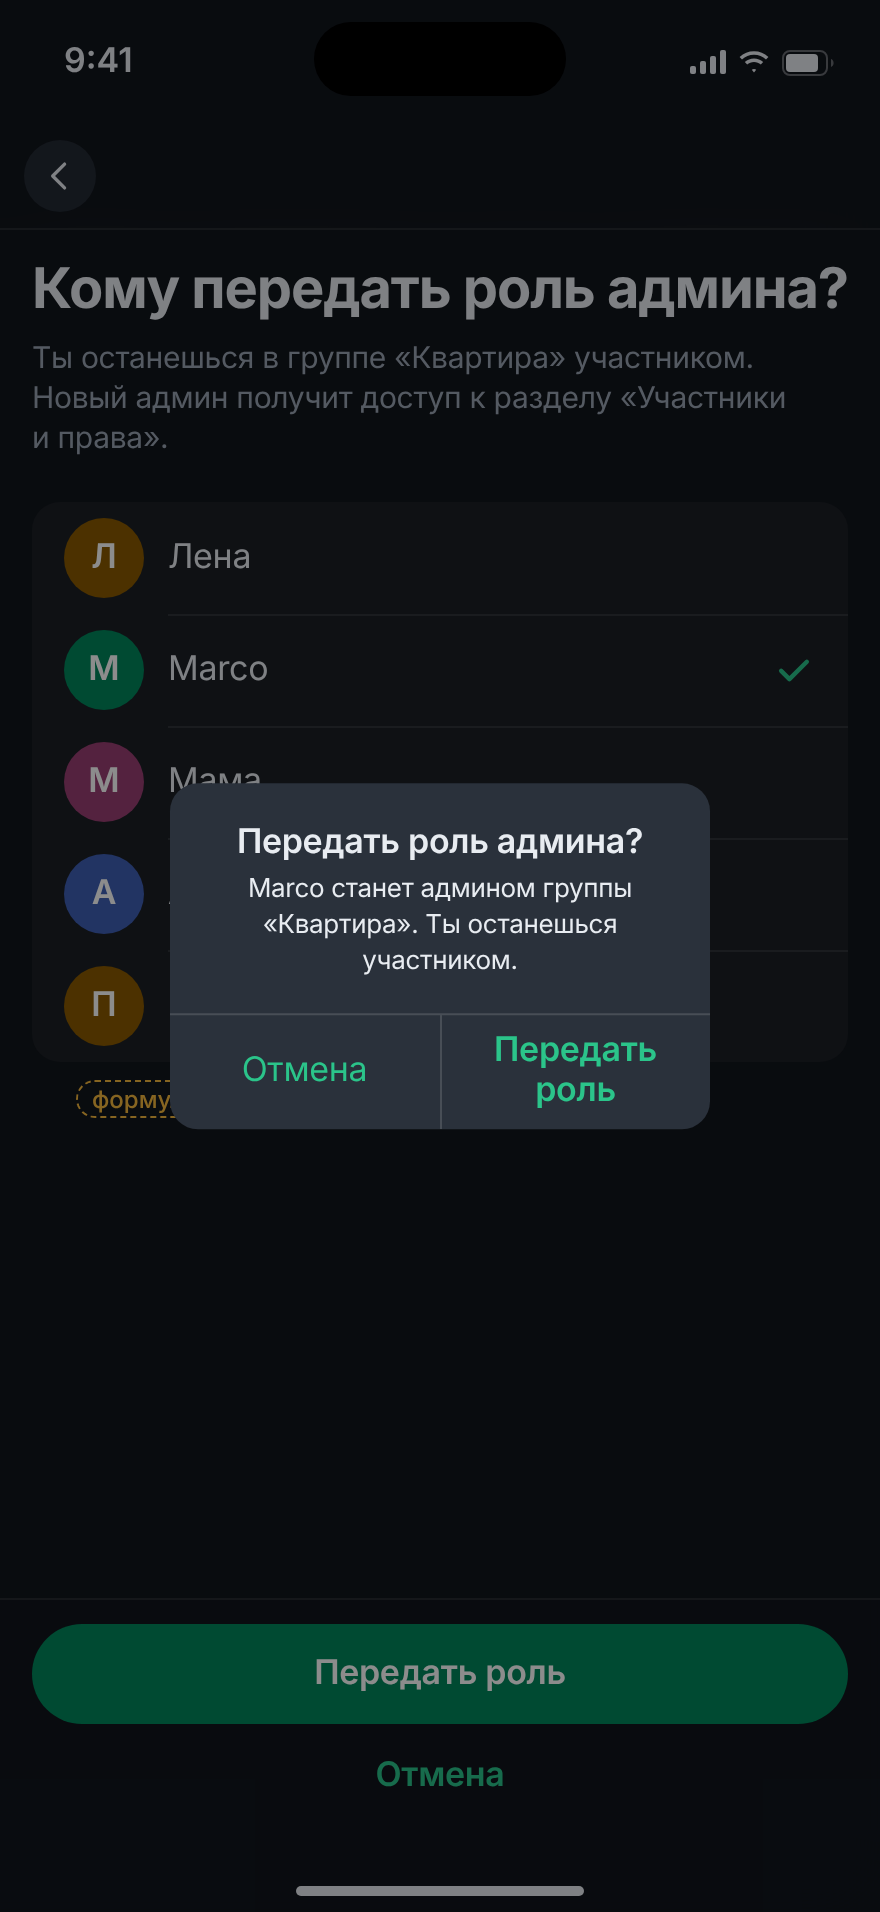 9:41
Кому передать роль админа?
Ты останешься в группе «Квартира» участником.
Новый админ получит доступ к разделу «Участники
и права».
Л Лена
М Marco
М Мама
Передать роль админа?
Marco станет админом группы
«Квартира». Ты останешься
участником.
А
П
Отмена
Передать
роль
Передать роль
Отмена